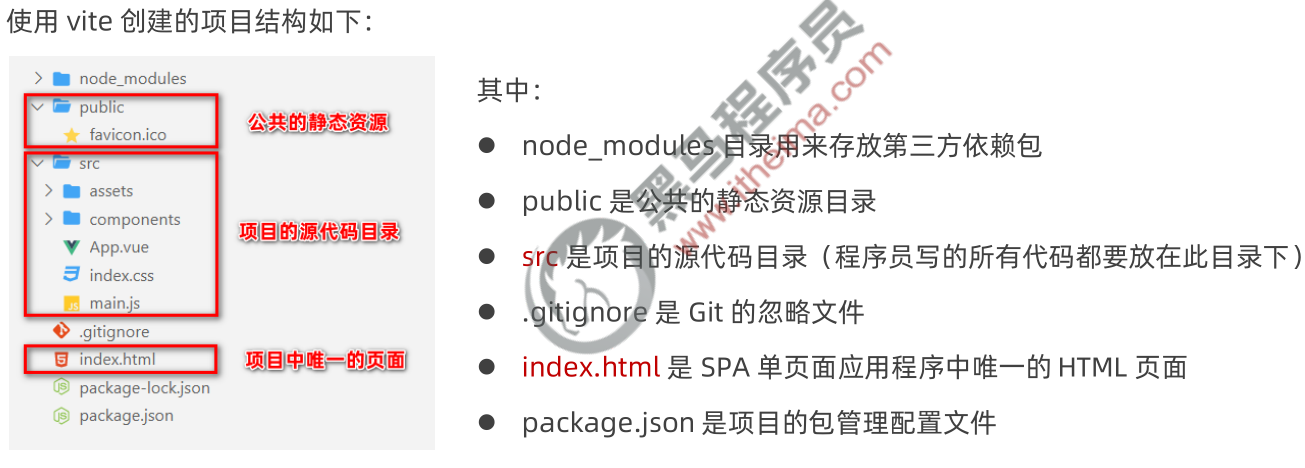 使用 vite 创建的项目结构如下：
node_modules
public
favicon.ico
公共的静态资源
src
assets
components
App.vue
index.css
main.js
项目的源代码目录
.gitignore
index.html
项目中唯一的页面
package-lock.json
package.json
其中：
● node_modules 目录用来存放第三方依赖包
● public 是公共的静态资源目录
● src 是项目的源代码目录（程序员写的所有代码都要放在此目录下）
● .gitignore 是 Git 的忽略文件
● index.html 是 SPA 单页面应用程序中唯一的 HTML 页面
● package.json 是项目的包管理配置文件
黑马程序员
www.itheima.com